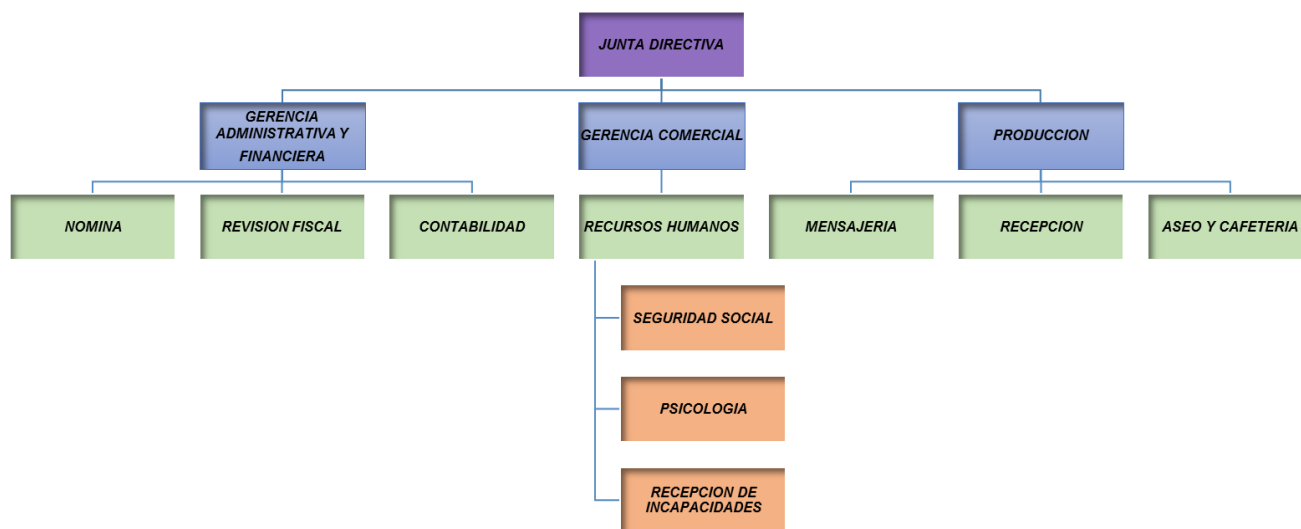 JUNTA DIRECTIVA
GERENCIA
ADMINISTRATIVA Y
FINANCIERA
GERENCIA COMERCIAL
PRODUCCION
NOMINA
REVISION FISCAL
CONTABILIDAD
RECURSOS HUMANOS
MENSAJERIA
RECEPCION
ASEO Y CAFETERIA
SEGURIDAD SOCIAL
PSICOLOGIA
RECEPCION DE
INCAPACIDADES